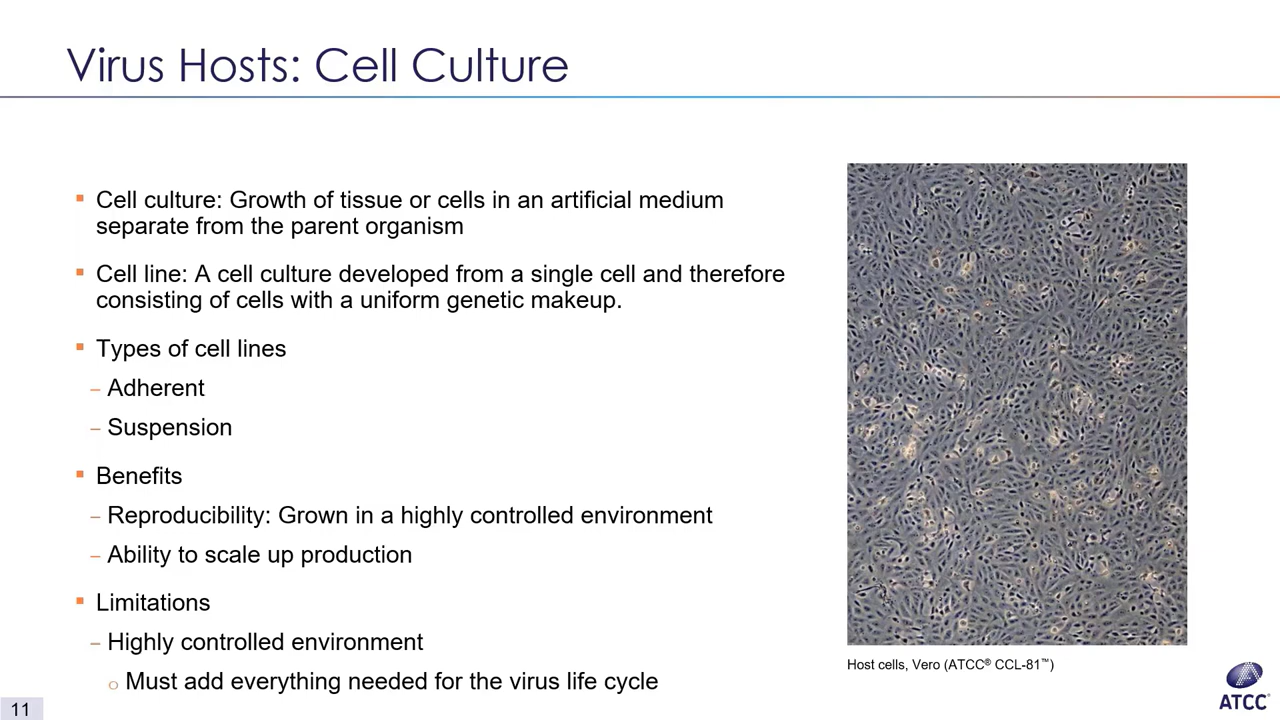 Virus Hosts: Cell Culture
Cell culture: Growth of tissue or cells in an artificial medium
separate from the parent organism
Cell line: A cell culture developed from a single cell and therefore
consisting of cells with a uniform genetic makeup.
Types of cell lines
– Adherent
– Suspension
Benefits
– Reproducibility: Grown in a highly controlled environment
– Ability to scale up production
Limitations
– Highly controlled environment
o Must add everything needed for the virus life cycle
Host cells, Vero (ATCC® CCL-81™)
ATCC®
11